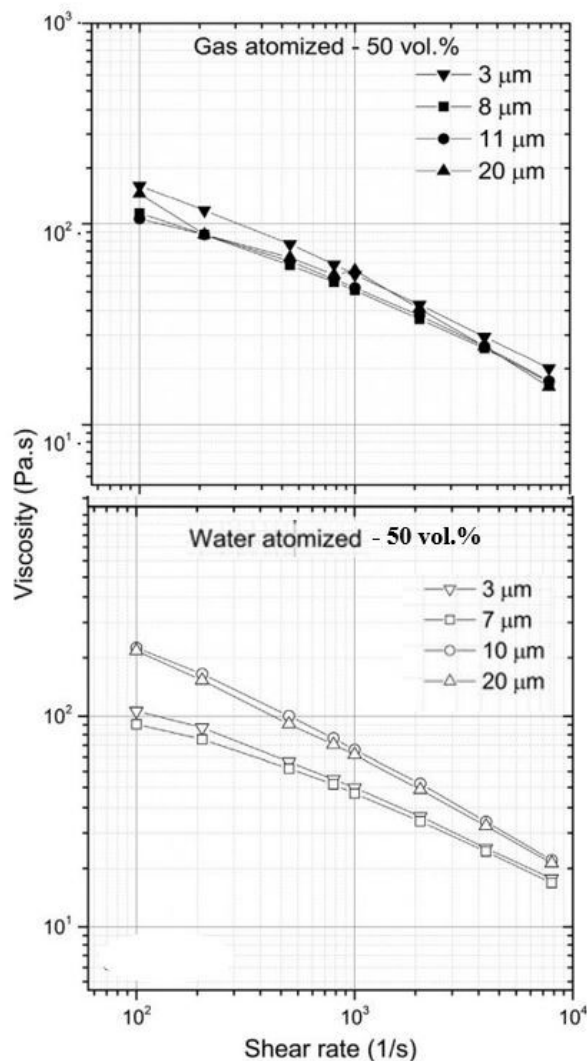 10³
Gas atomized - 50 vol.%
3 μm
8 μm
11 μm
20 μm
10²
10¹
Viscosity (Pa.s)
Water atomized - 50 vol.%
3 μm
7 μm
10 μm
20 μm
10²
10¹
10² 10³ 10⁴
Shear rate (1/s)